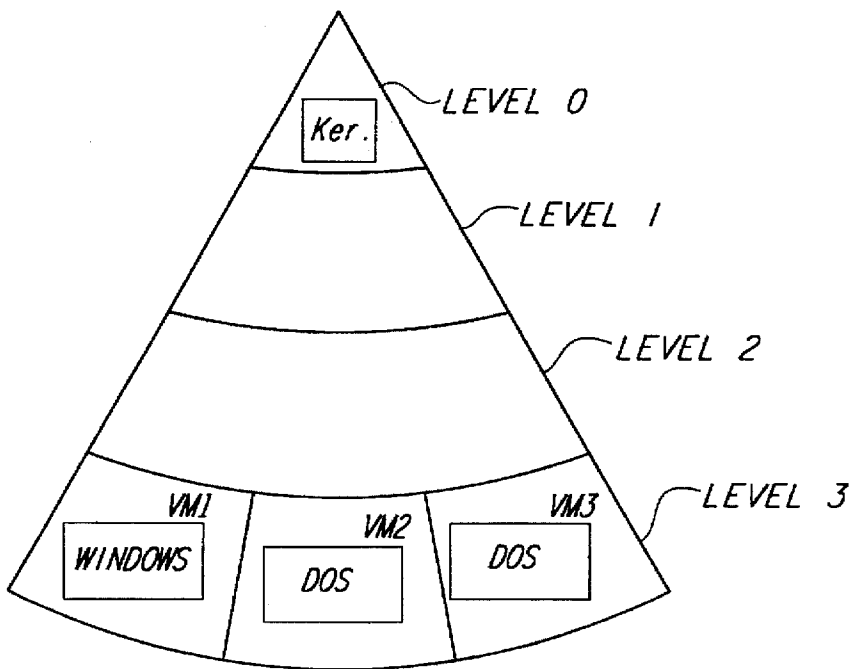 LEVEL 0
Ker.
LEVEL 1
LEVEL 2
LEVEL 3
VM1
VM2
VM3
WINDOWS
DOS
DOS